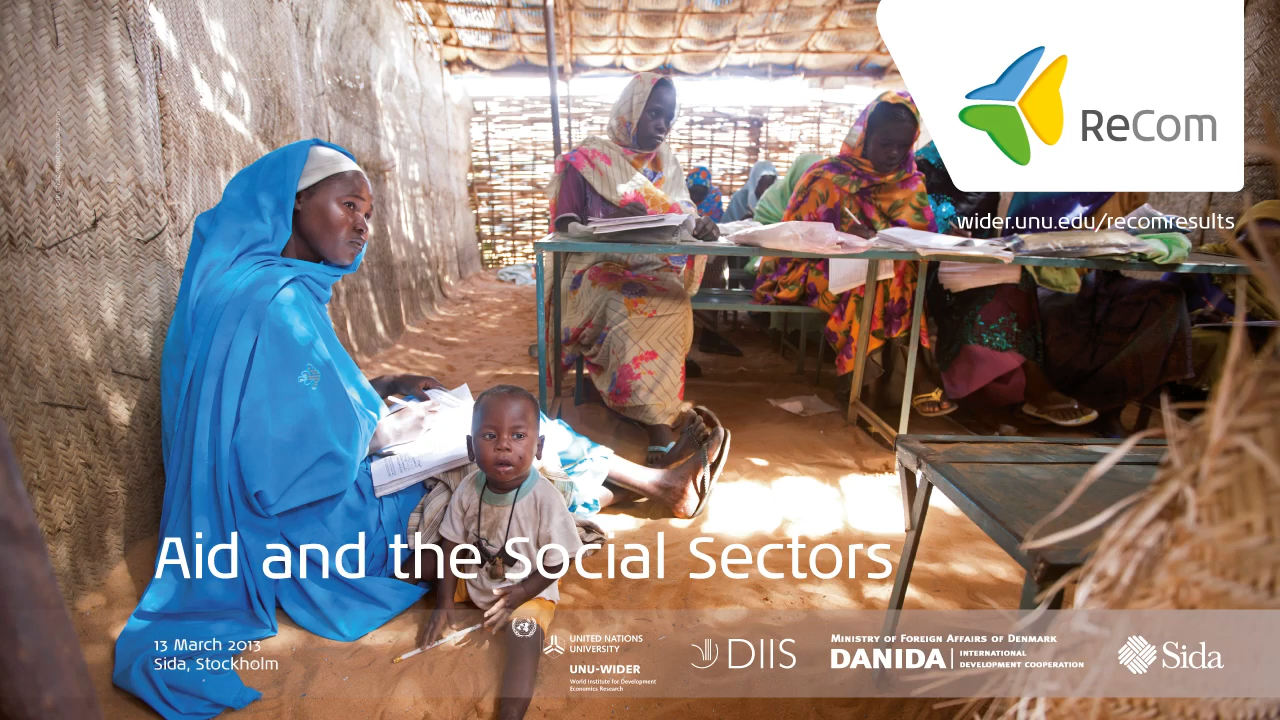 ReCom
wider.unu.edu/recomresults
Aid and the Social Sectors
13 March 2013
Sida, Stockholm
UNITED NATIONS
UNIVERSITY
UNU-WIDER
World Institute for Development
Economics Research
DIIS
MINISTRY OF FOREIGN AFFAIRS OF DENMARK
DANIDA
INTERNATIONAL
DEVELOPMENT COOPERATION
Sida